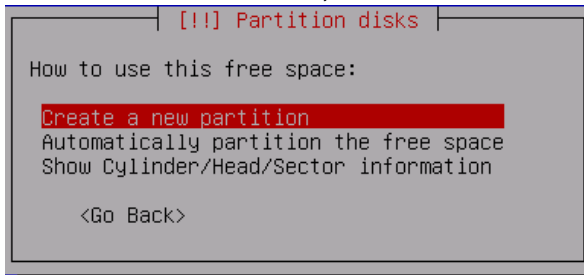 [!!] Partition disks
How to use this free space:
Create a new partition
Automatically partition the free space
Show Cylinder/Head/Sector information
<Go Back>